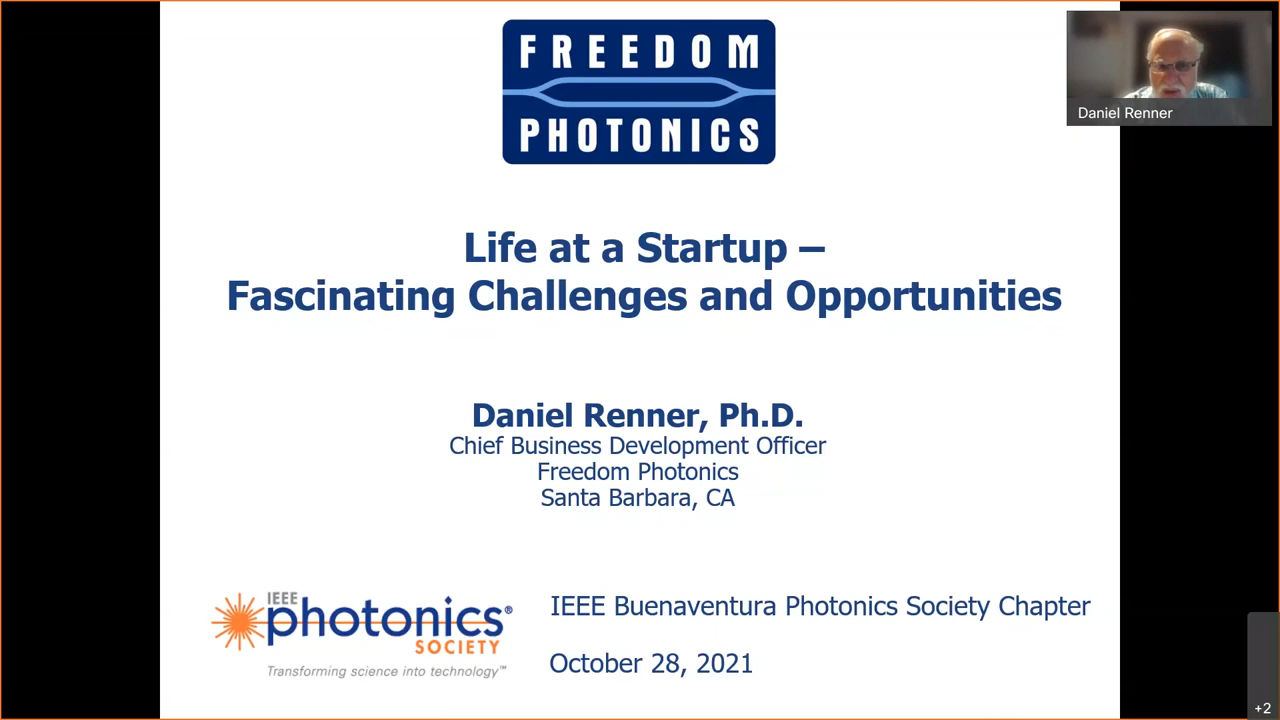 FREEDOM
PHOTONICS
Daniel Renner
Life at a Startup –
Fascinating Challenges and Opportunities
Daniel Renner, Ph.D.
Chief Business Development Officer
Freedom Photonics
Santa Barbara, CA
IEEE
photonics®
SOCIETY
Transforming science into technology™
IEEE Buenaventura Photonics Society Chapter
October 28, 2021
+2